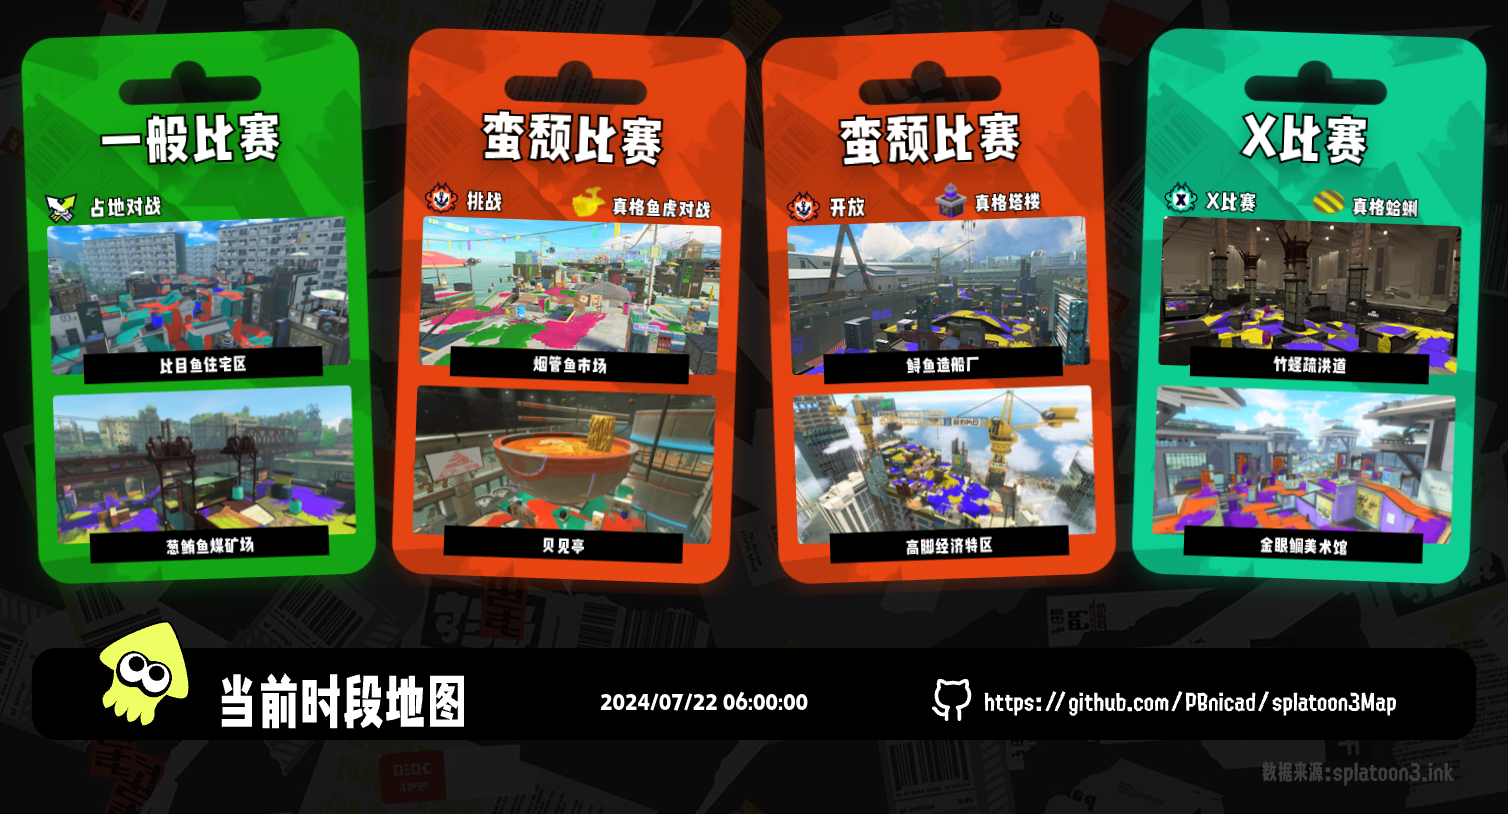 一般比赛
占地对战
比目鱼住宅区
葱鲔鱼煤矿场
蛮颓比赛
挑战
真格鱼虎对战
烟管鱼市场
贝见亭
蛮颓比赛
开放
真格塔楼
鲟鱼造船厂
高脚经济特区
X比赛
X比赛
真格蛤蜊
竹蛏疏洪道
金眼鲷美术馆
当前时段地图
2024/07/22 06:00:00
https://github.com/PBnicad/splatoon3Map
数据来源:splatoon3.ink